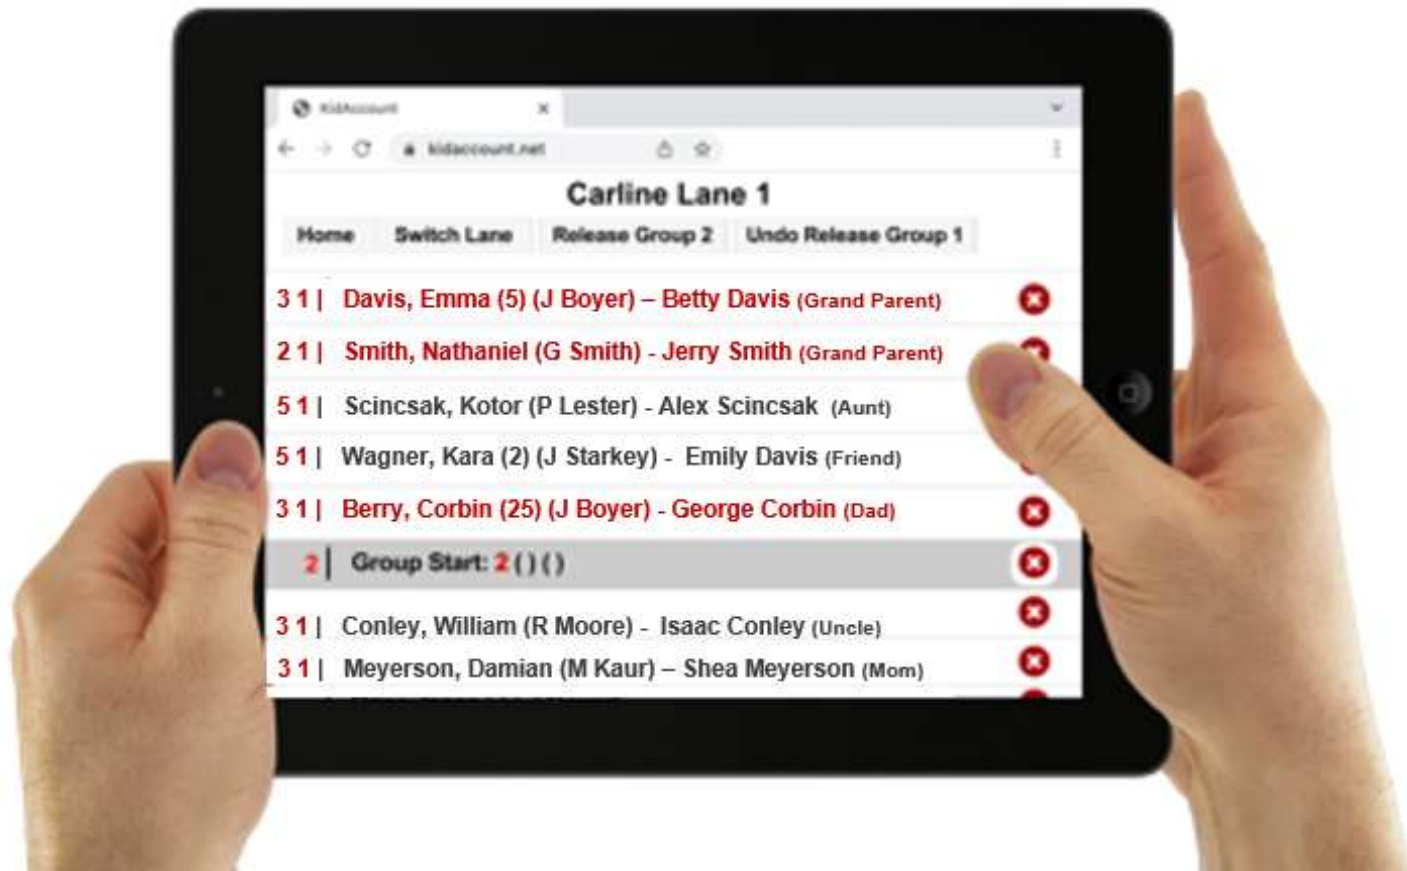 KidAccount
kidaccount.net
Carline Lane 1
Home Switch Lane Release Group 2 Undo Release Group 1
3 1 | Davis, Emma (5) (J Boyer) – Betty Davis (Grand Parent)
2 1 | Smith, Nathaniel (G Smith) - Jerry Smith (Grand Parent)
5 1 | Scincsak, Kotor (P Lester) - Alex Scincsak (Aunt)
5 1 | Wagner, Kara (2) (J Starkey) - Emily Davis (Friend)
3 1 | Berry, Corbin (25) (J Boyer) - George Corbin (Dad)
2 | Group Start: 2 ( ) ( )
3 1 | Conley, William (R Moore) - Isaac Conley (Uncle)
3 1 | Meyerson, Damian (M Kaur) – Shea Meyerson (Mom)